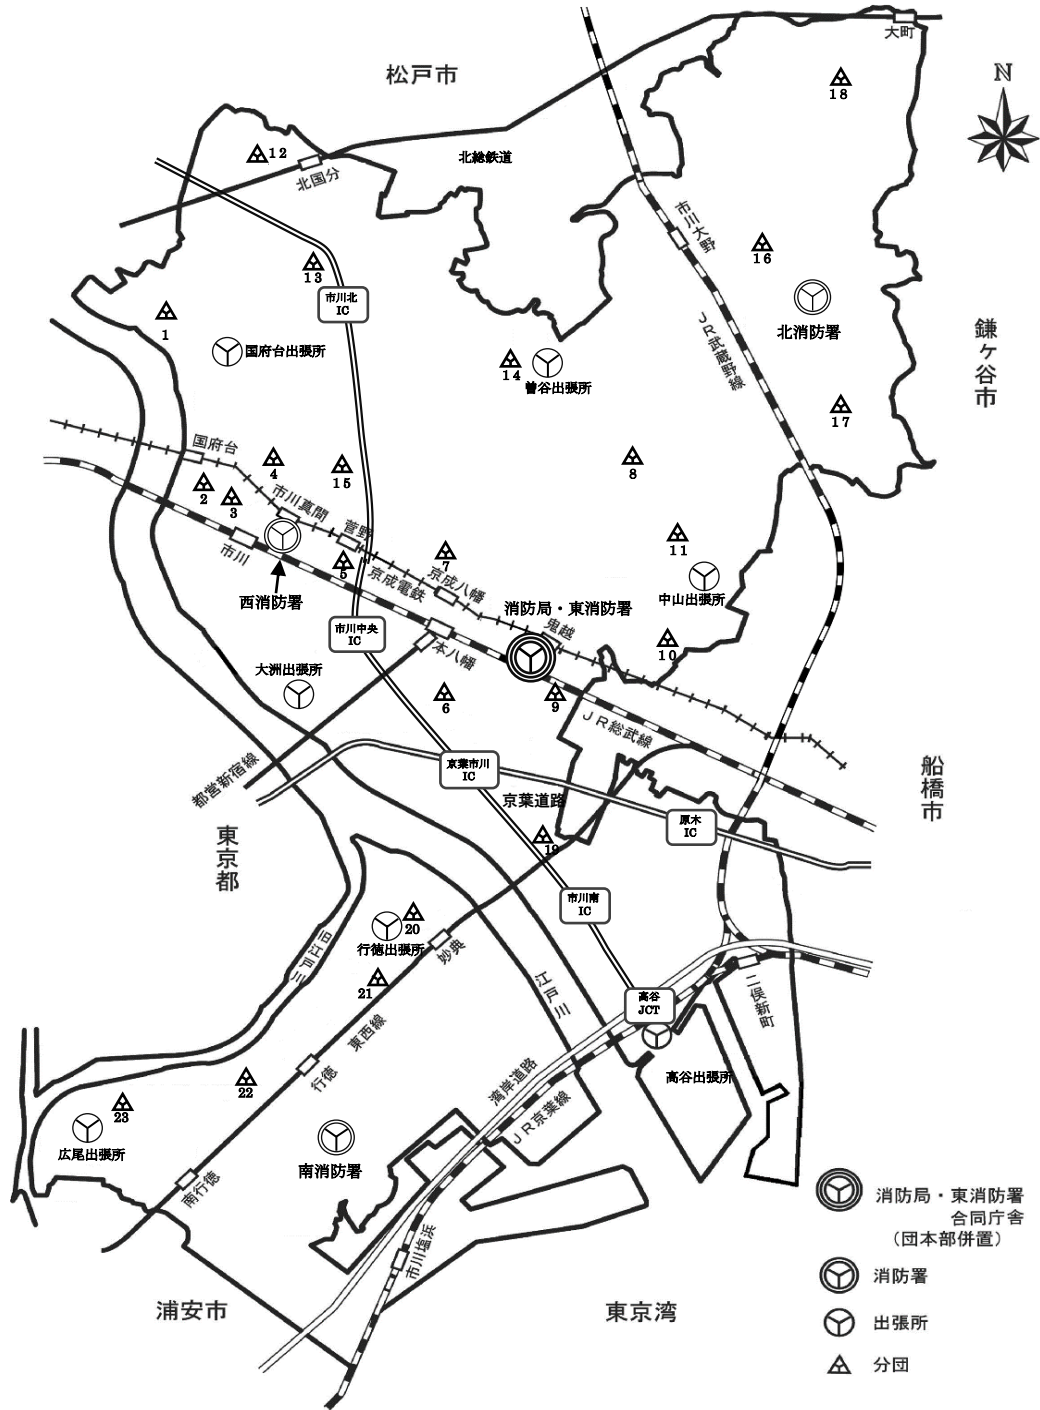 大町
松戸市
N
18
12
北総鉄道
北国分
市川大野
16
13
市川北
IC
北消防署
1
JR武蔵野線
鎌ヶ谷市
国府台出張所
14
曽谷出張所
17
国府台
4
15
8
2
3
市川真間
菅野
市川
11
5
7
京成電鉄
京成八幡
西消防署
中山出張所
消防局・東消防署
鬼越
市川中央
IC
本八幡
10
大洲出張所
6
9
JR総武線
都営新宿線
京葉市川
IC
京葉道路
船橋市
原木
IC
19
東京都
市川南
IC
20
行徳出張所
妙典
旧江戸川
21
江戸川
二俣新町
高谷
JCT
東西線
行徳
高谷出張所
湾岸道路
JR京葉線
22
23
広尾出張所
南消防署
南行徳
市川塩浜
浦安市
東京湾
消防局・東消防署
合同庁舎
（団本部併置）
消防署
出張所
分団